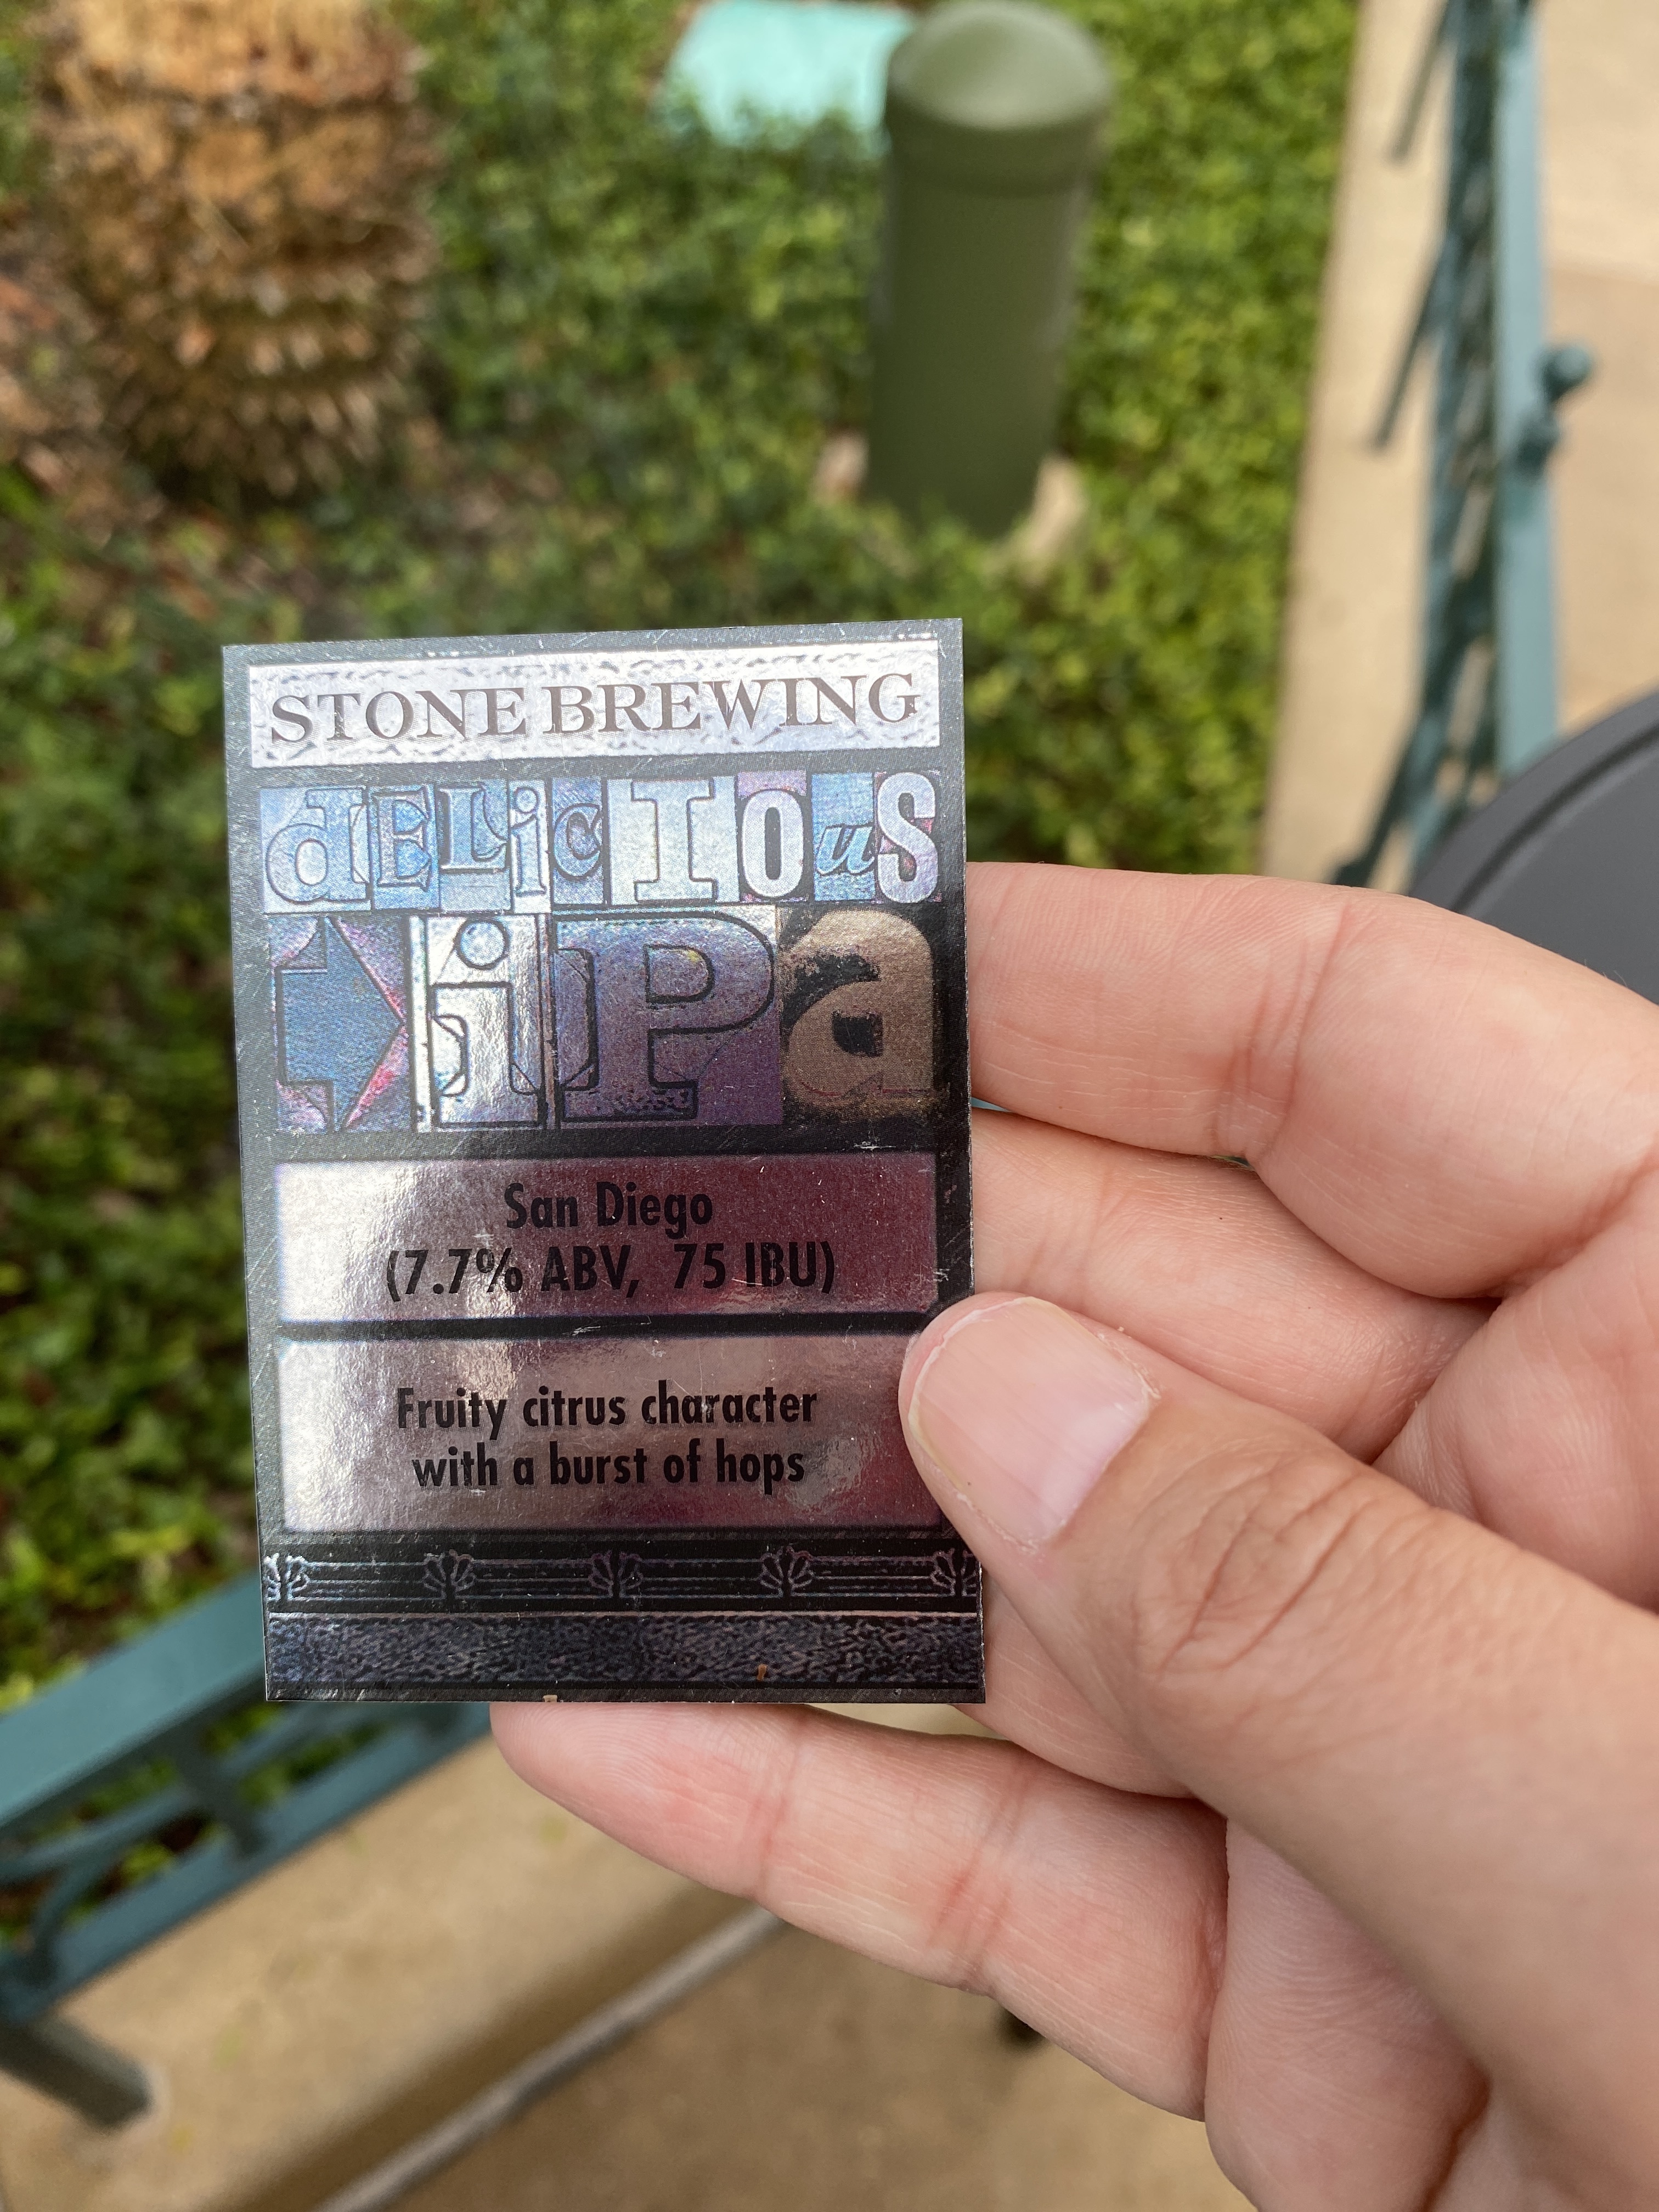 STONE BREWING
dELiCIOuS
iPa
San Diego
(7.7% ABV, 75 IBU)
Fruity citrus character
with a burst of hops